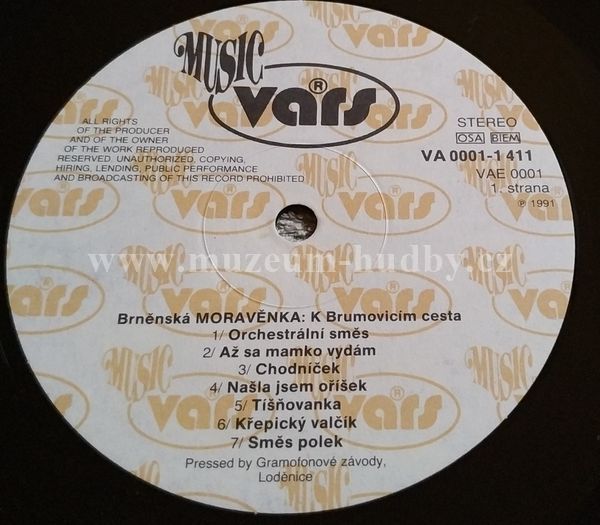 MUSIC
vars ®
ALL RIGHTS
OF THE PRODUCER
AND OF THE OWNER
OF THE WORK REPRODUCED
RESERVED, UNAUTHORIZED, COPYING,
HIRING, LENDING, PUBLIC PERFORMANCE
AND BROADCASTING OF THIS RECORD PROHIBITED
STEREO
OSA BIEM
VA 0001-1 411
VAE 0001
1. strana
℗ 1991
www.muzeum-hudby.cz
Brněnská MORAVĚNKA: K Brumovicím cesta
1/ Orchestrální směs
2/ Až sa mamko vydám
3/ Chodníček
4/ Našla jsem oříšek
5/ Tíšňovanka
6/ Křepický valčík
7/ Směs polek
Pressed by Gramofonové závody,
Loděnice